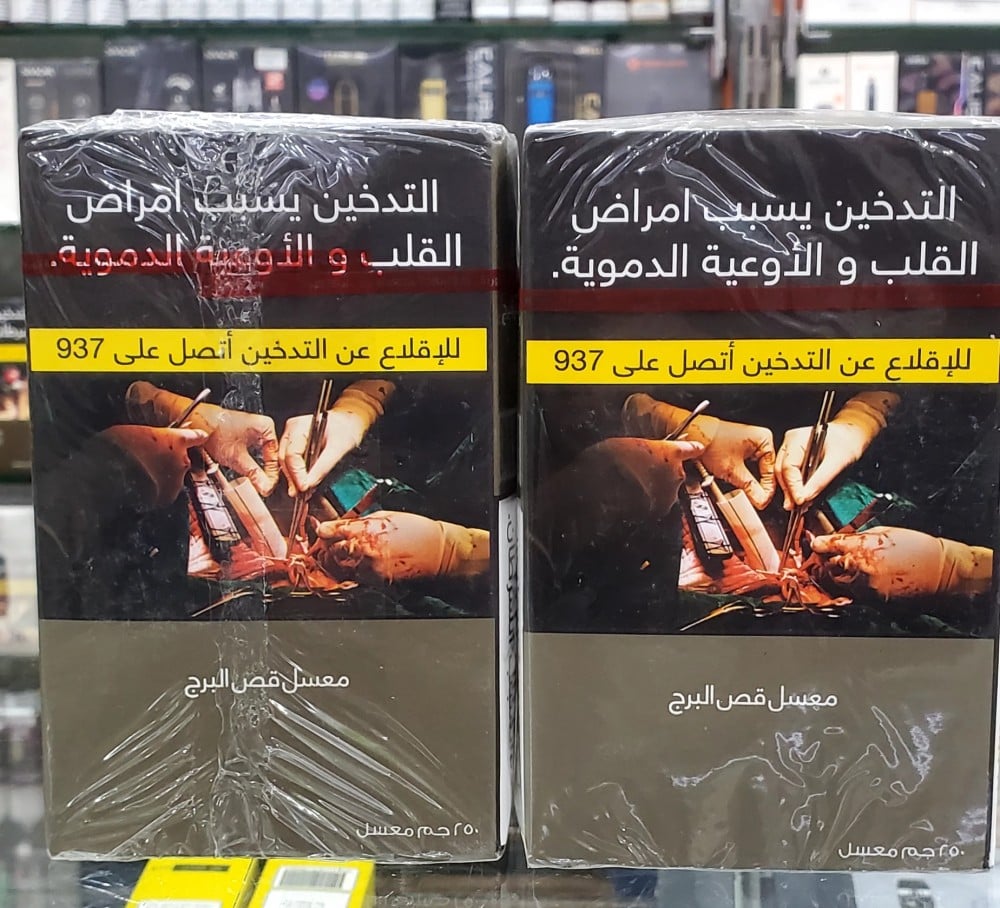 التدخين يسبب امراض
القلب و الأوعية الدموية.
للإقلاع عن التدخين أتصل على 937
معسل قص البرج
٢٥٠ جم معسل
التدخين يسبب امراض
القلب و الأوعية الدموية.
للإقلاع عن التدخين أتصل على 937
معسل قص البرج
٢٥٠ جم معسل